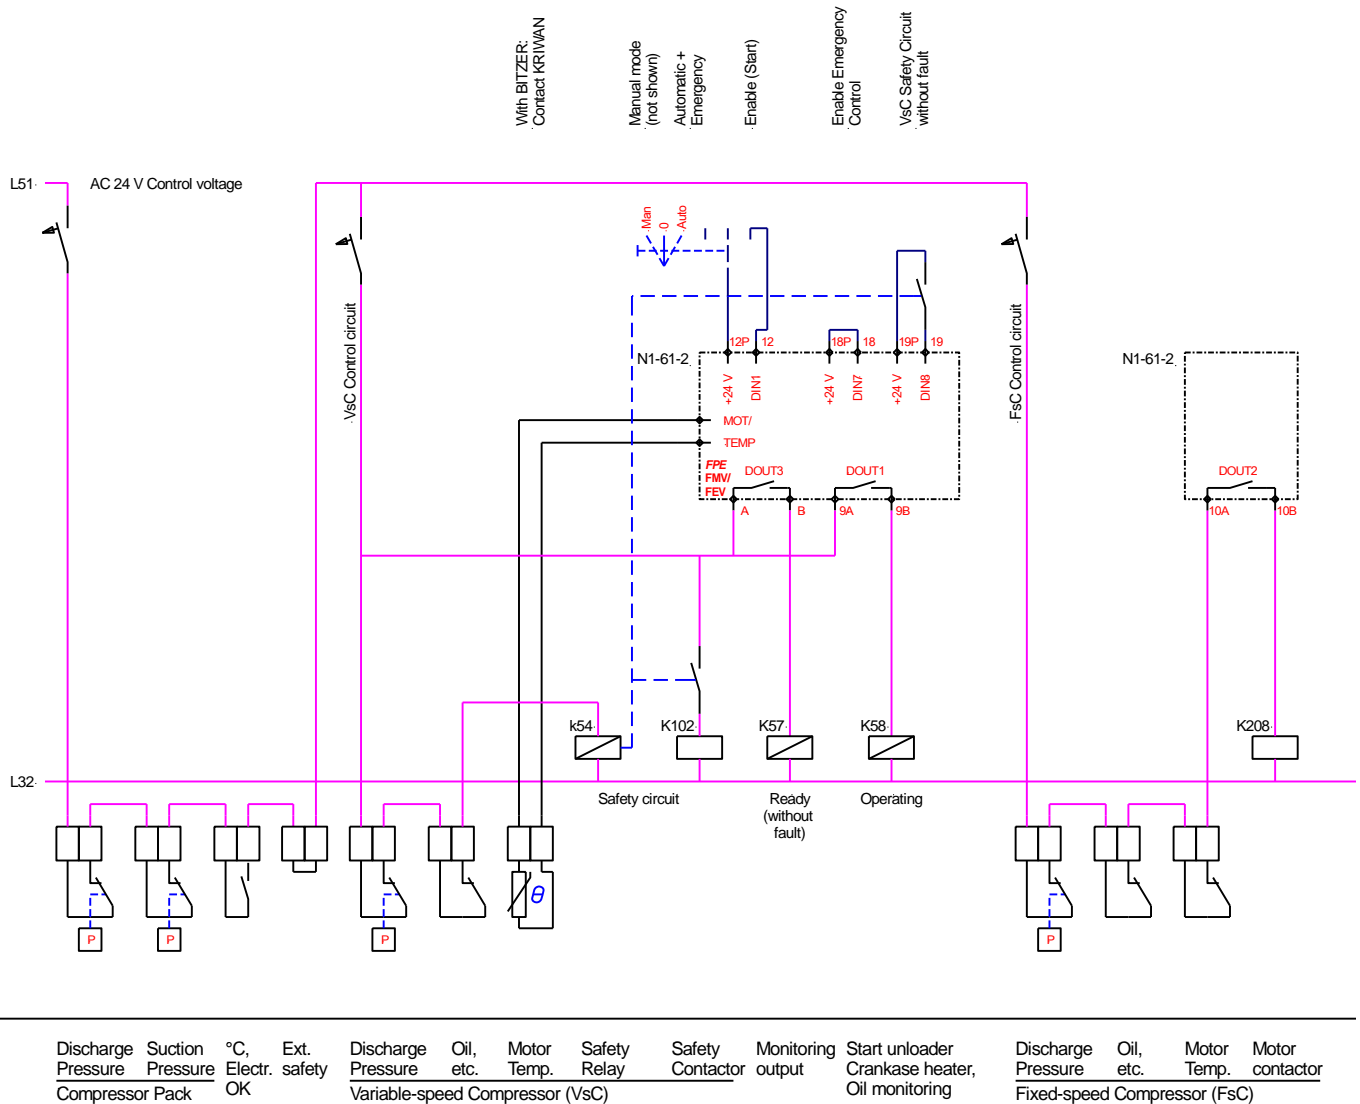 With BITZER:
Contact KRIWAN
Manual mode
(not shown)
Automatic +
Emergency
Enable (Start)
Enable Emergency
Control
VsC Safety Circuit
without fault
L51
AC 24 V Control voltage
Man
0
Auto
VsC Control circuit
FsC Control circuit
12P
12
18P
18
19P
19
N1-61-2
N1-61-2
+24 V
DIN1
+24 V
DIN7
+24 V
DIN8
MOT/
TEMP
FPE
FMV/
FEV
DOUT3
DOUT1
DOUT2
A
B
9A
9B
10A
10B
k54
K102
K57
K58
K208
L32
Safety circuit
Ready
(without
fault)
Operating
θ
P
P
P
P
Discharge
Pressure
Suction
Pressure
°C,
Electr.
OK
Ext.
safety
Compressor Pack
Discharge
Pressure
Oil,
etc.
Motor
Temp.
Safety
Relay
Safety
Contactor
Variable-speed Compressor (VsC)
Monitoring
output
Start unloader
Crankase heater,
Oil monitoring
Discharge
Pressure
Oil,
etc.
Motor
Temp.
Motor
contactor
Fixed-speed Compressor (FsC)